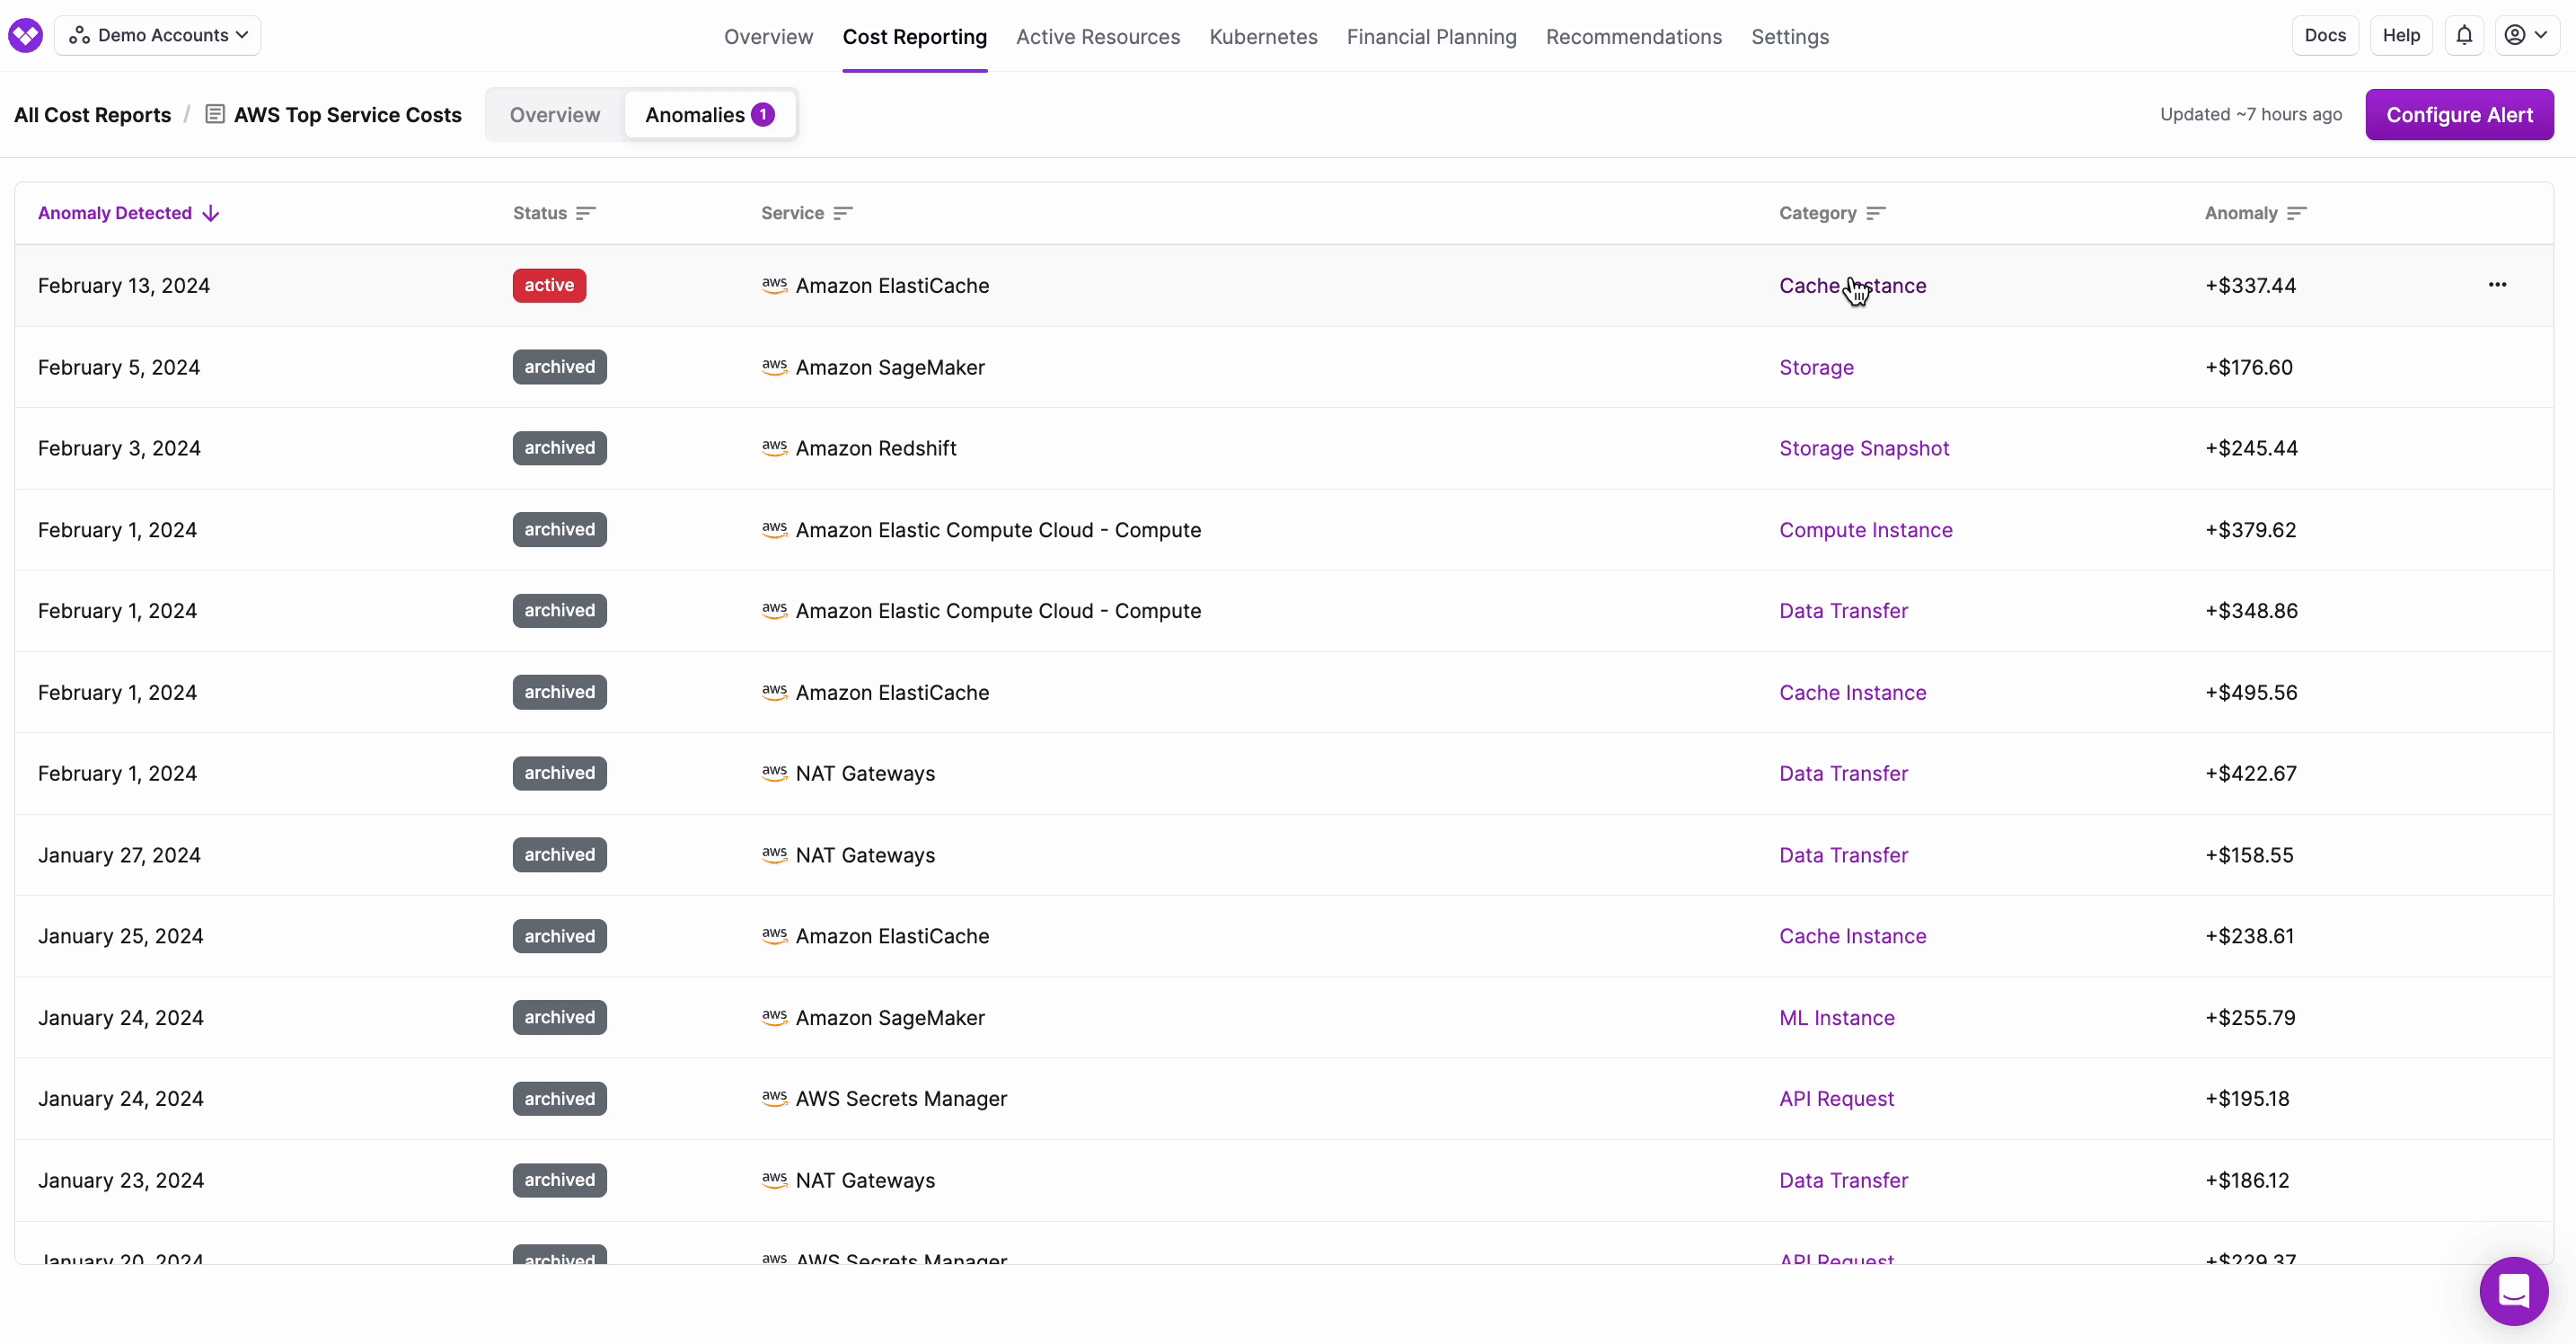 Demo Accounts
Overview
Cost Reporting
Active Resources
Kubernetes
Financial Planning
Recommendations
Settings
Docs
Help
All Cost Reports / AWS Top Service Costs
Overview
Anomalies 1
Updated ~7 hours ago
Configure Alert
Anomaly Detected Status Service Category Anomaly
February 13, 2024 active aws Amazon ElastiCache Cache Instance +$337.44
February 5, 2024 archived aws Amazon SageMaker Storage +$176.60
February 3, 2024 archived aws Amazon Redshift Storage Snapshot +$245.44
February 1, 2024 archived aws Amazon Elastic Compute Cloud - Compute Compute Instance +$379.62
February 1, 2024 archived aws Amazon Elastic Compute Cloud - Compute Data Transfer +$348.86
February 1, 2024 archived aws Amazon ElastiCache Cache Instance +$495.56
February 1, 2024 archived aws NAT Gateways Data Transfer +$422.67
January 27, 2024 archived aws NAT Gateways Data Transfer +$158.55
January 25, 2024 archived aws Amazon ElastiCache Cache Instance +$238.61
January 24, 2024 archived aws Amazon SageMaker ML Instance +$255.79
January 24, 2024 archived aws AWS Secrets Manager API Request +$195.18
January 23, 2024 archived aws NAT Gateways Data Transfer +$186.12
January 20, 2024 archived aws AWS Secrets Manager API Request +$229.37